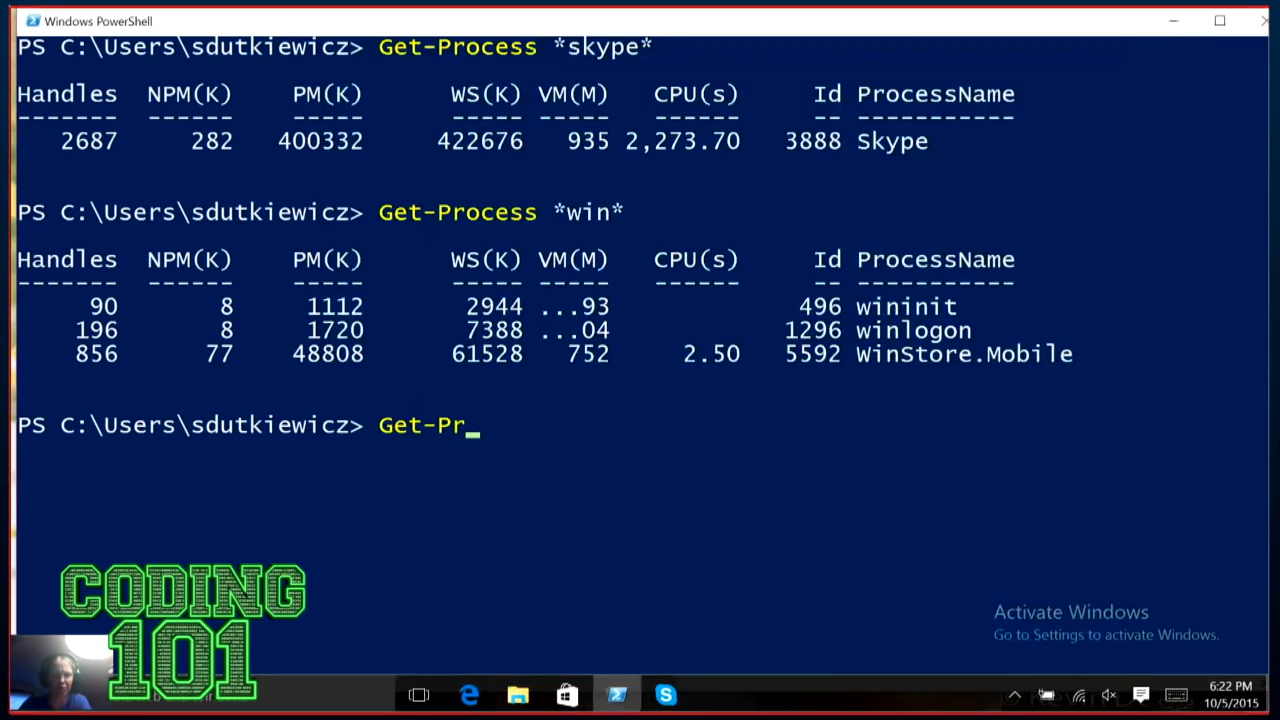 Windows PowerShell
PS C:\Users\sdutkiewicz> Get-Process *skype*
Handles NPM(K) PM(K) WS(K) VM(M) CPU(s) Id ProcessName
------- ------ ----- ----- ----- ------ -- -----------
2687 282 400332 422676 935 2,273.70 3888 Skype
PS C:\Users\sdutkiewicz> Get-Process *win*
Handles NPM(K) PM(K) WS(K) VM(M) CPU(s) Id ProcessName
------- ------ ----- ----- ----- ------ -- -----------
90 8 1112 2944 ...93 496 wininit
196 8 1720 7388 ...04 1296 winlogon
856 77 48808 61528 752 2.50 5592 WinStore.Mobile
PS C:\Users\sdutkiewicz> Get-Pr_
CODING
101
Activate Windows
Go to Settings to activate Windows.
6:22 PM
10/5/2015